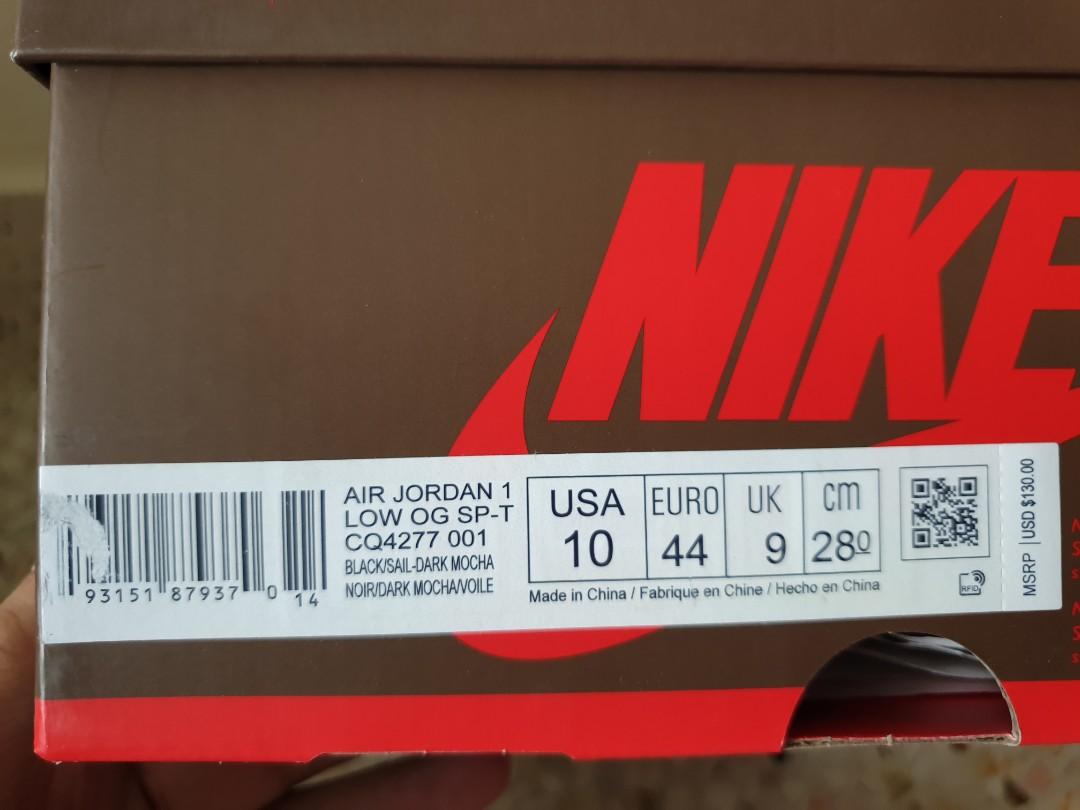 NIKE
AIR JORDAN 1
LOW OG SP-T
CQ4277 001
BLACK/SAIL-DARK MOCHA
NOIR/DARK MOCHA/VOILE
93151 87937 0 14
USA EURO UK cm
10 44 9 28.0
Made in China / Fabrique en Chine / Hecho en China
RFID
MSRP USD $130.00